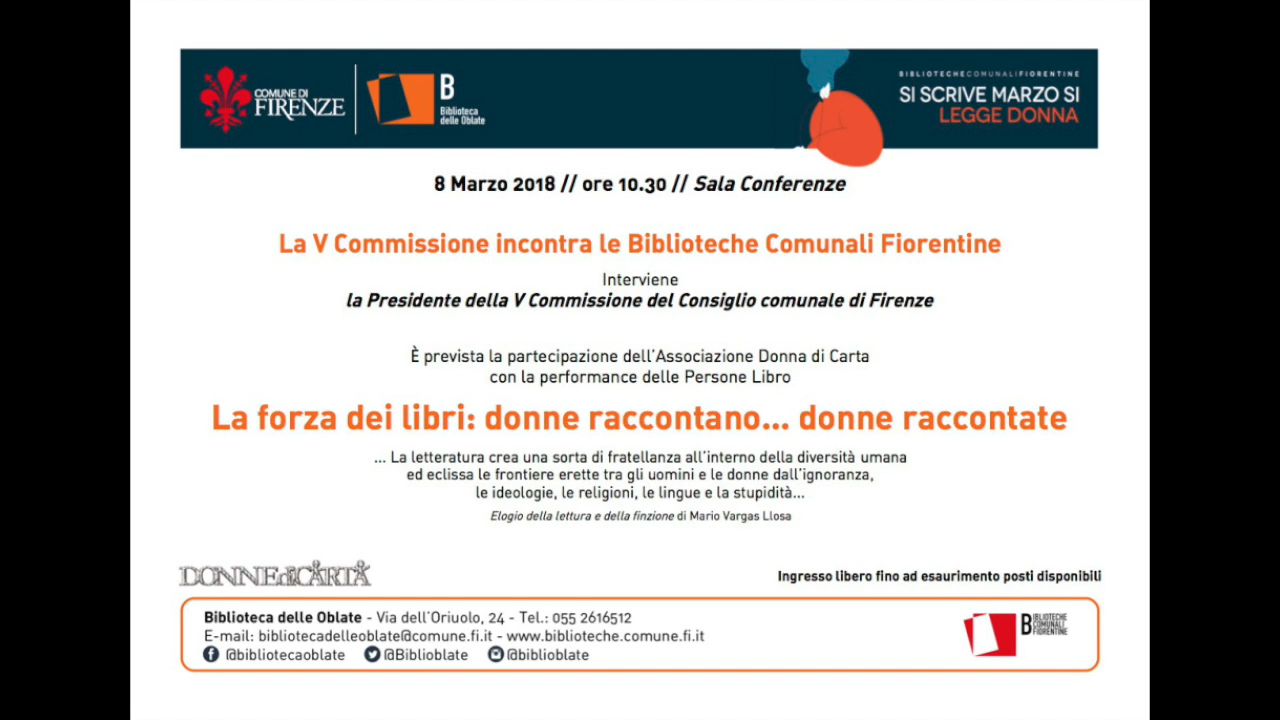 COMUNE DI
FIRENZE
B
Biblioteca
delle Oblate
BIBLIOTECHECOMUNALIFIORENTINE
SI SCRIVE MARZO SI
LEGGE DONNA
8 Marzo 2018 // ore 10.30 // Sala Conferenze
La V Commissione incontra le Biblioteche Comunali Fiorentine
Interviene
la Presidente della V Commissione del Consiglio comunale di Firenze
È prevista la partecipazione dell'Associazione Donna di Carta
con la performance delle Persone Libro
La forza dei libri: donne raccontano... donne raccontate
... La letteratura crea una sorta di fratellanza all'interno della diversità umana
ed eclissa le frontiere erette tra gli uomini e le donne dall'ignoranza,
le ideologie, le religioni, le lingue e la stupidità...
Elogio della lettura e della finzione di Mario Vargas Llosa
DONNEdiCARTA
Ingresso libero fino ad esaurimento posti disponibili
Biblioteca delle Oblate - Via dell'Oriuolo, 24 - Tel.: 055 2616512
E-mail: bibliotecadelleoblate@comune.fi.it - www.biblioteche.comune.fi.it
@bibliotecaoblate @Biblioblate @biblioblate
B BIBLIOTECHE
COMUNALI
FIORENTINE